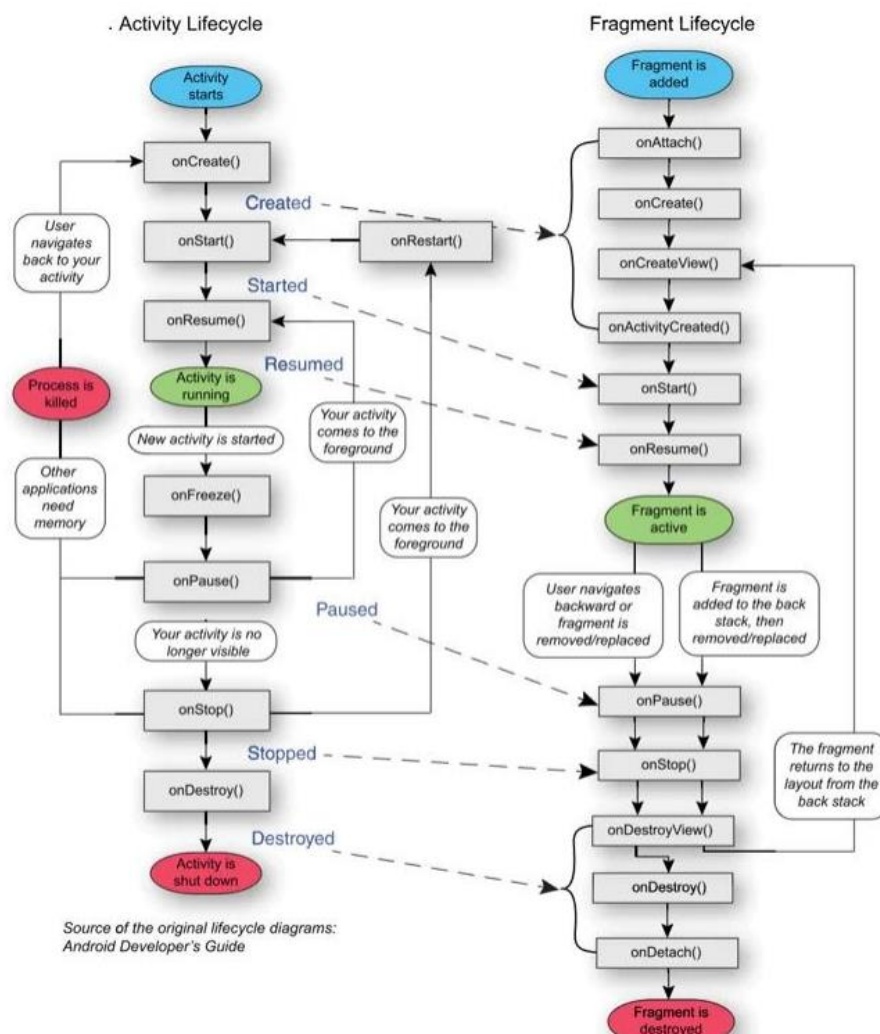 . Activity Lifecycle
Activity
starts
onCreate()
User
navigates
back to your
activity
Created
onStart()
onRestart()
Started
onResume()
Resumed
Process is
killed
Activity is
running
Your activity
comes to the
foreground
New activity is started
Other
applications
need
memory
onFreeze()
Your activity
comes to the
foreground
onPause()
Paused
Your activity is no
longer visible
onStop()
Stopped
onDestroy()
Destroyed
Activity is
shut down
Source of the original lifecycle diagrams:
Android Developer's Guide
Fragment Lifecycle
Fragment is
added
onAttach()
onCreate()
onCreateView()
onActivityCreated()
onStart()
onResume()
Fragment is
active
User navigates
backward or
fragment is
removed/replaced
Fragment is
added to the back
stack, then
removed/replaced
onPause()
onStop()
The fragment
returns to the
layout from the
back stack
onDestroyView()
onDestroy()
onDetach()
Fragment is
destroyed